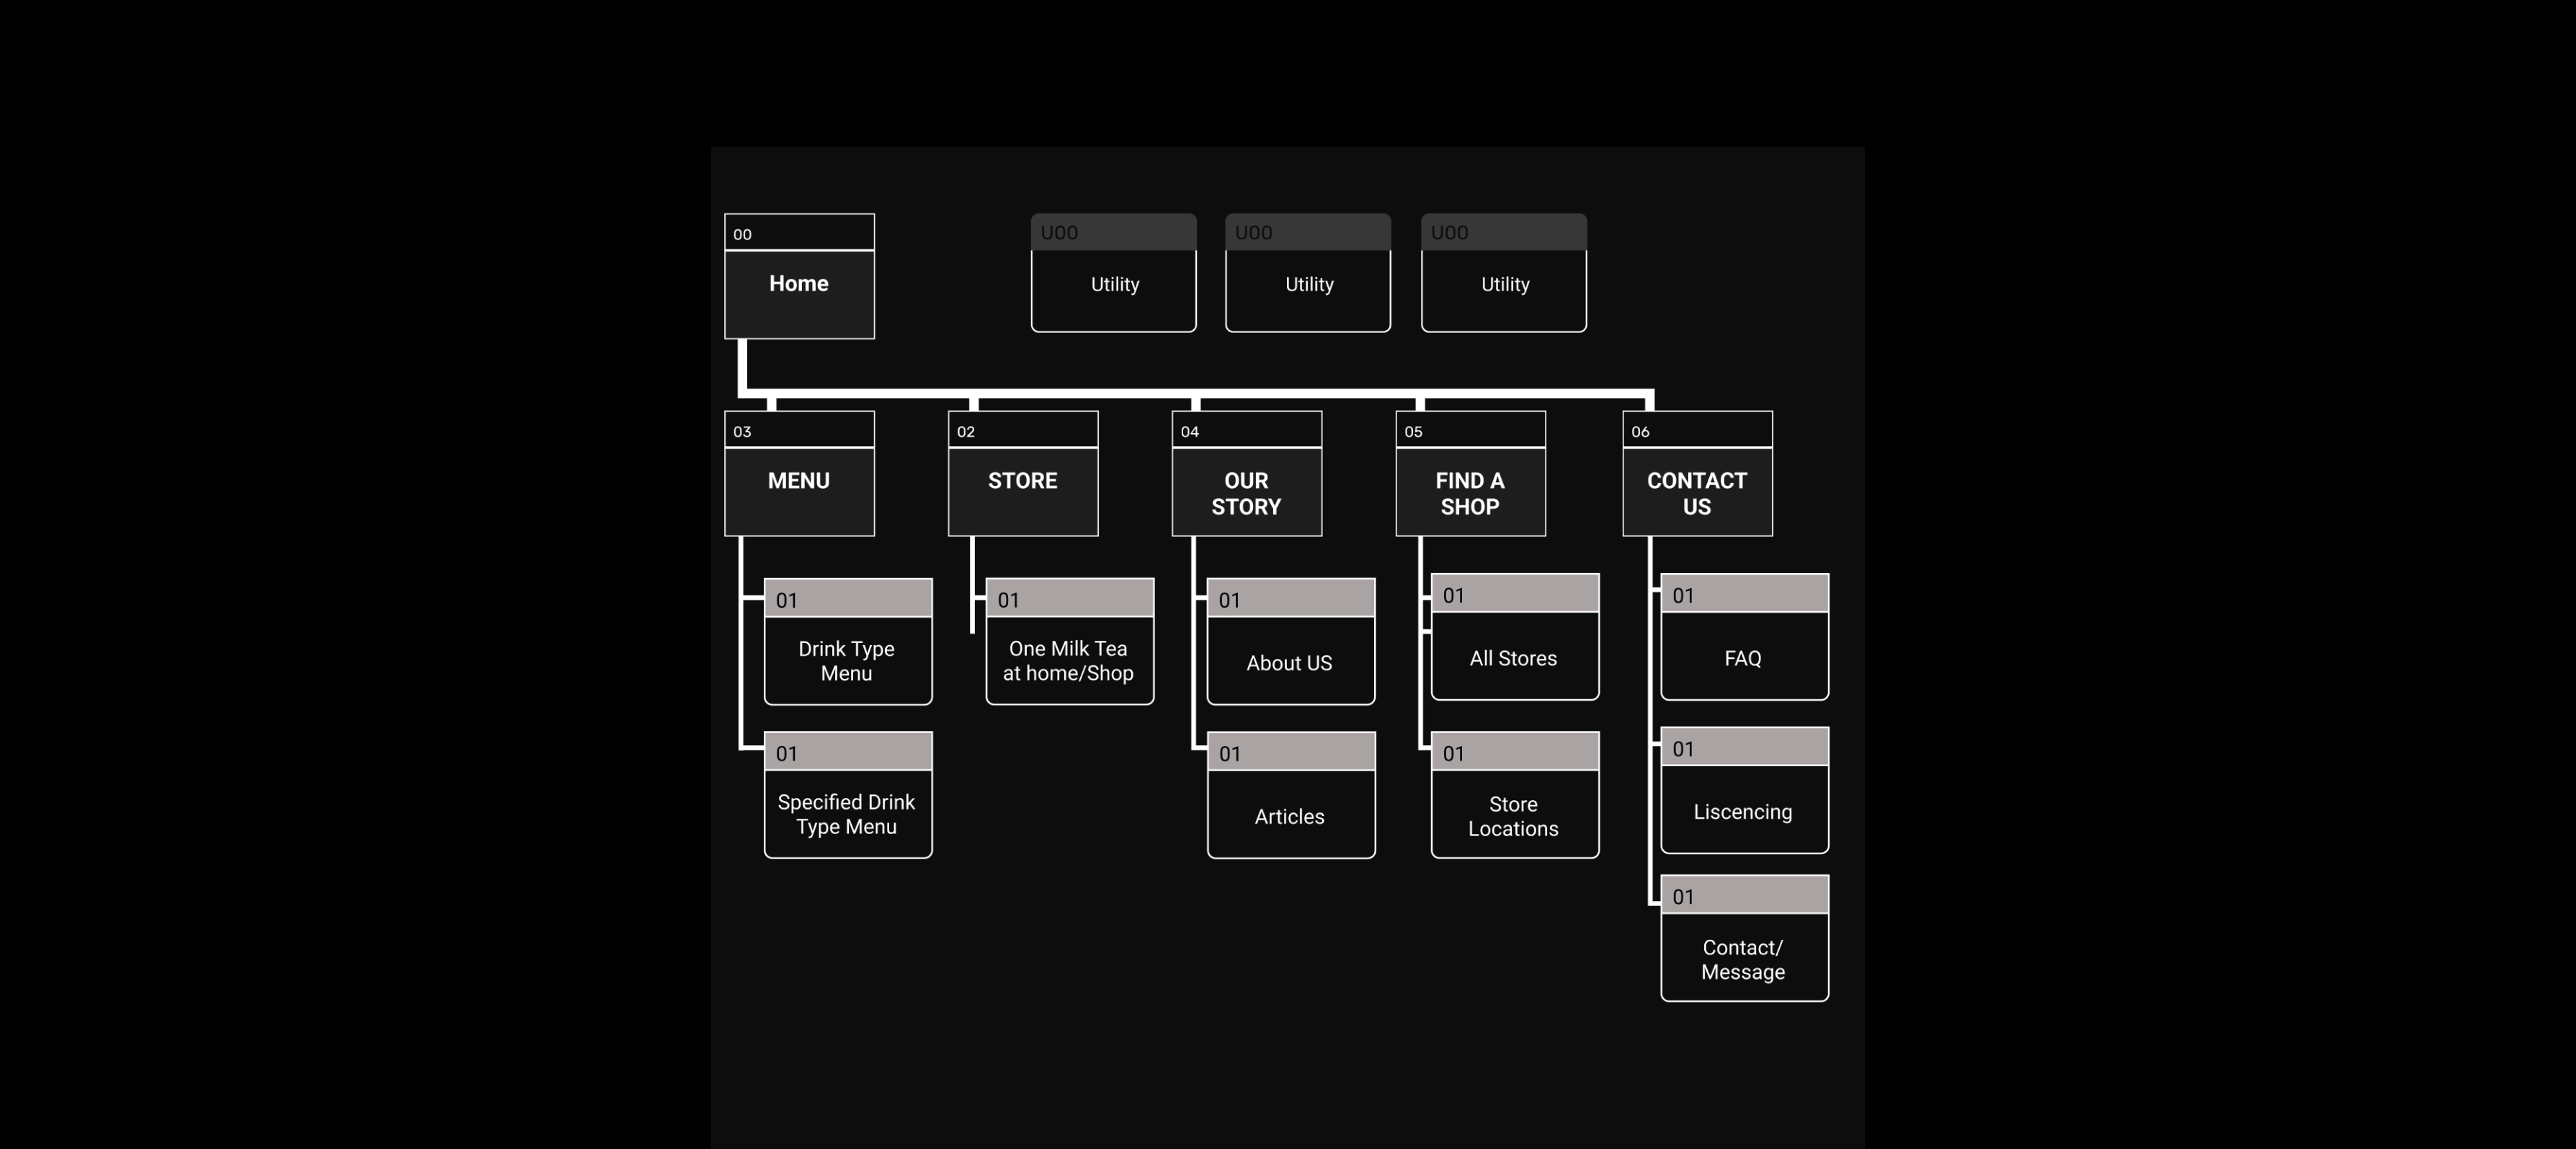 00
Home
U00
Utility
U00
Utility
U00
Utility
03
MENU
02
STORE
04
OUR
STORY
05
FIND A
SHOP
06
CONTACT
US
01
Drink Type
Menu
01
One Milk Tea
at home/Shop
01
About US
01
All Stores
01
FAQ
01
Specified Drink
Type Menu
01
Articles
01
Store
Locations
01
Liscencing
01
Contact/
Message